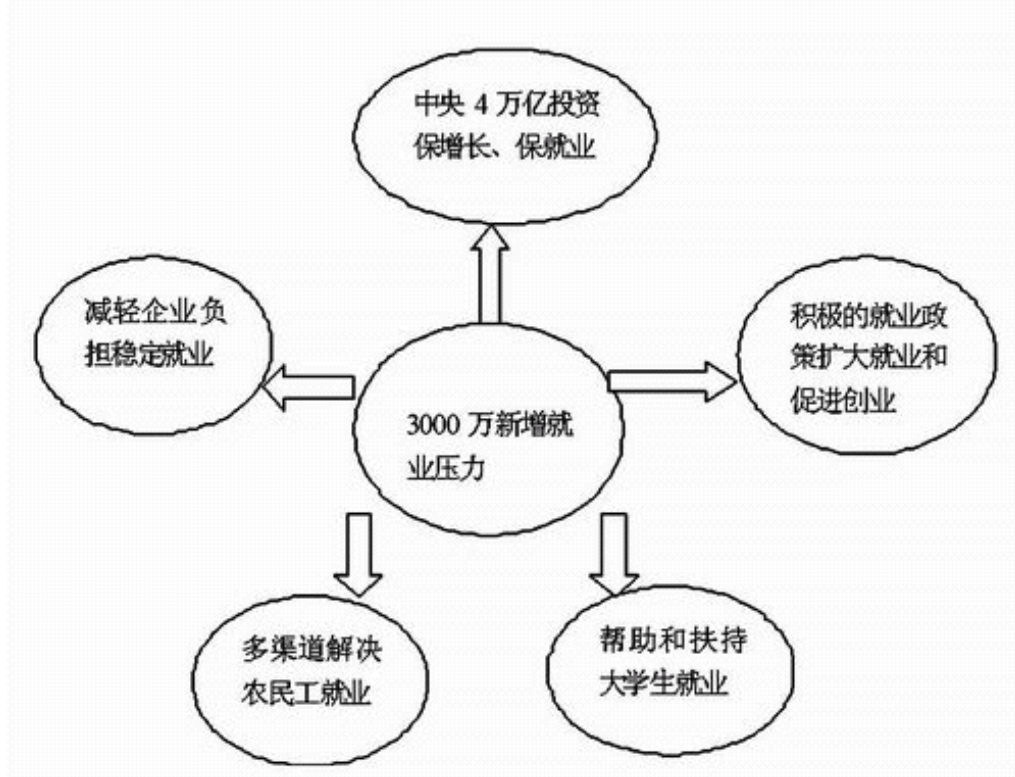 中央 4 万亿投资
保增长、保就业
减轻企业负
担稳定就业
积极的就业政
策扩大就业和
促进创业
3000 万新增就
业压力
多渠道解决
农民工就业
帮助和扶持
大学生就业